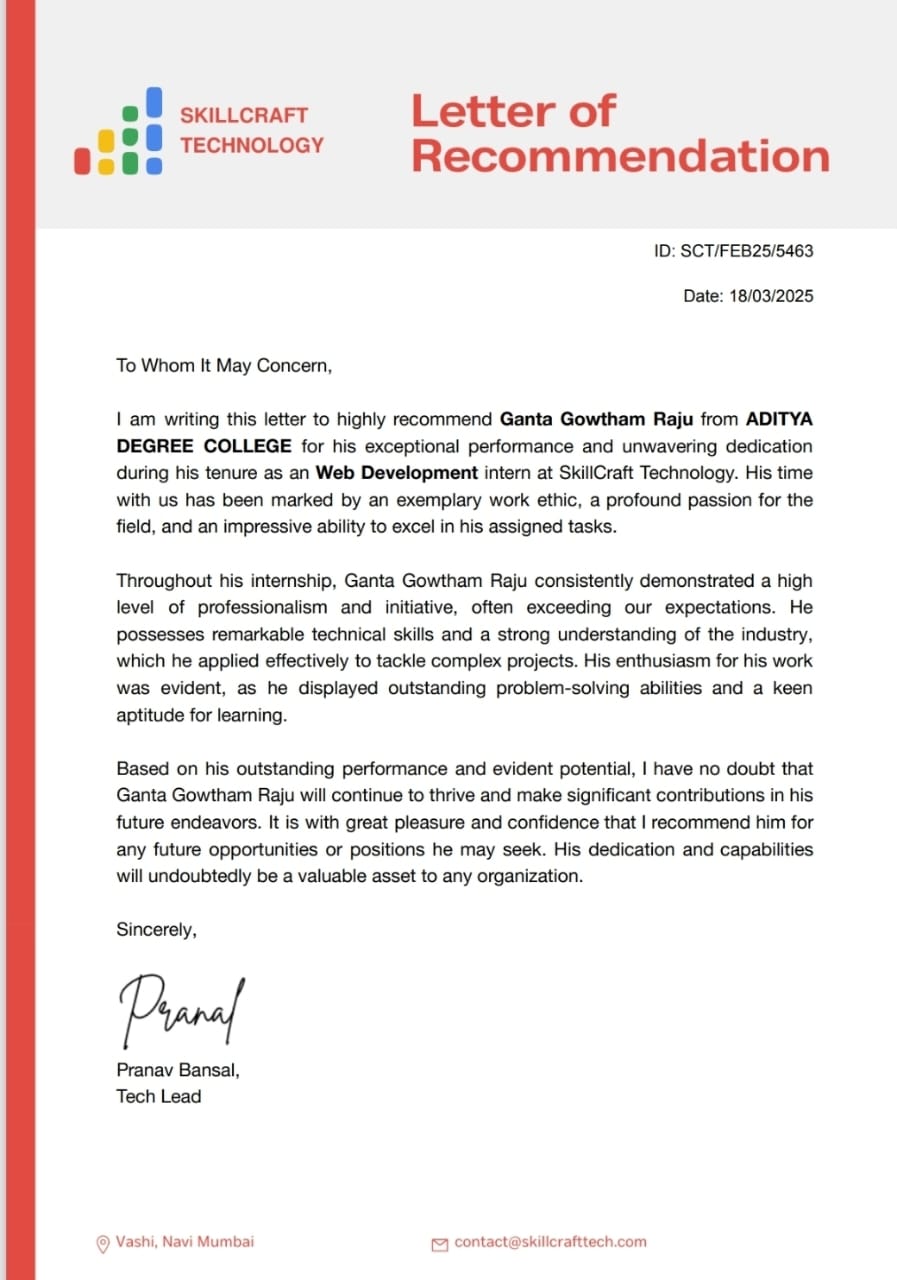 SKILLCRAFT
TECHNOLOGY
Letter of
Recommendation
ID: SCT/FEB25/5463
Date: 18/03/2025
To Whom It May Concern,
I am writing this letter to highly recommend Ganta Gowtham Raju from ADITYA
DEGREE COLLEGE for his exceptional performance and unwavering dedication
during his tenure as an Web Development intern at SkillCraft Technology. His time
with us has been marked by an exemplary work ethic, a profound passion for the
field, and an impressive ability to excel in his assigned tasks.
Throughout his internship, Ganta Gowtham Raju consistently demonstrated a high
level of professionalism and initiative, often exceeding our expectations. He
possesses remarkable technical skills and a strong understanding of the industry,
which he applied effectively to tackle complex projects. His enthusiasm for his work
was evident, as he displayed outstanding problem-solving abilities and a keen
aptitude for learning.
Based on his outstanding performance and evident potential, I have no doubt that
Ganta Gowtham Raju will continue to thrive and make significant contributions in his
future endeavors. It is with great pleasure and confidence that I recommend him for
any future opportunities or positions he may seek. His dedication and capabilities
will undoubtedly be a valuable asset to any organization.
Sincerely,
Pranav Bansal,
Tech Lead
Vashi, Navi Mumbai
contact@skillcrafttech.com